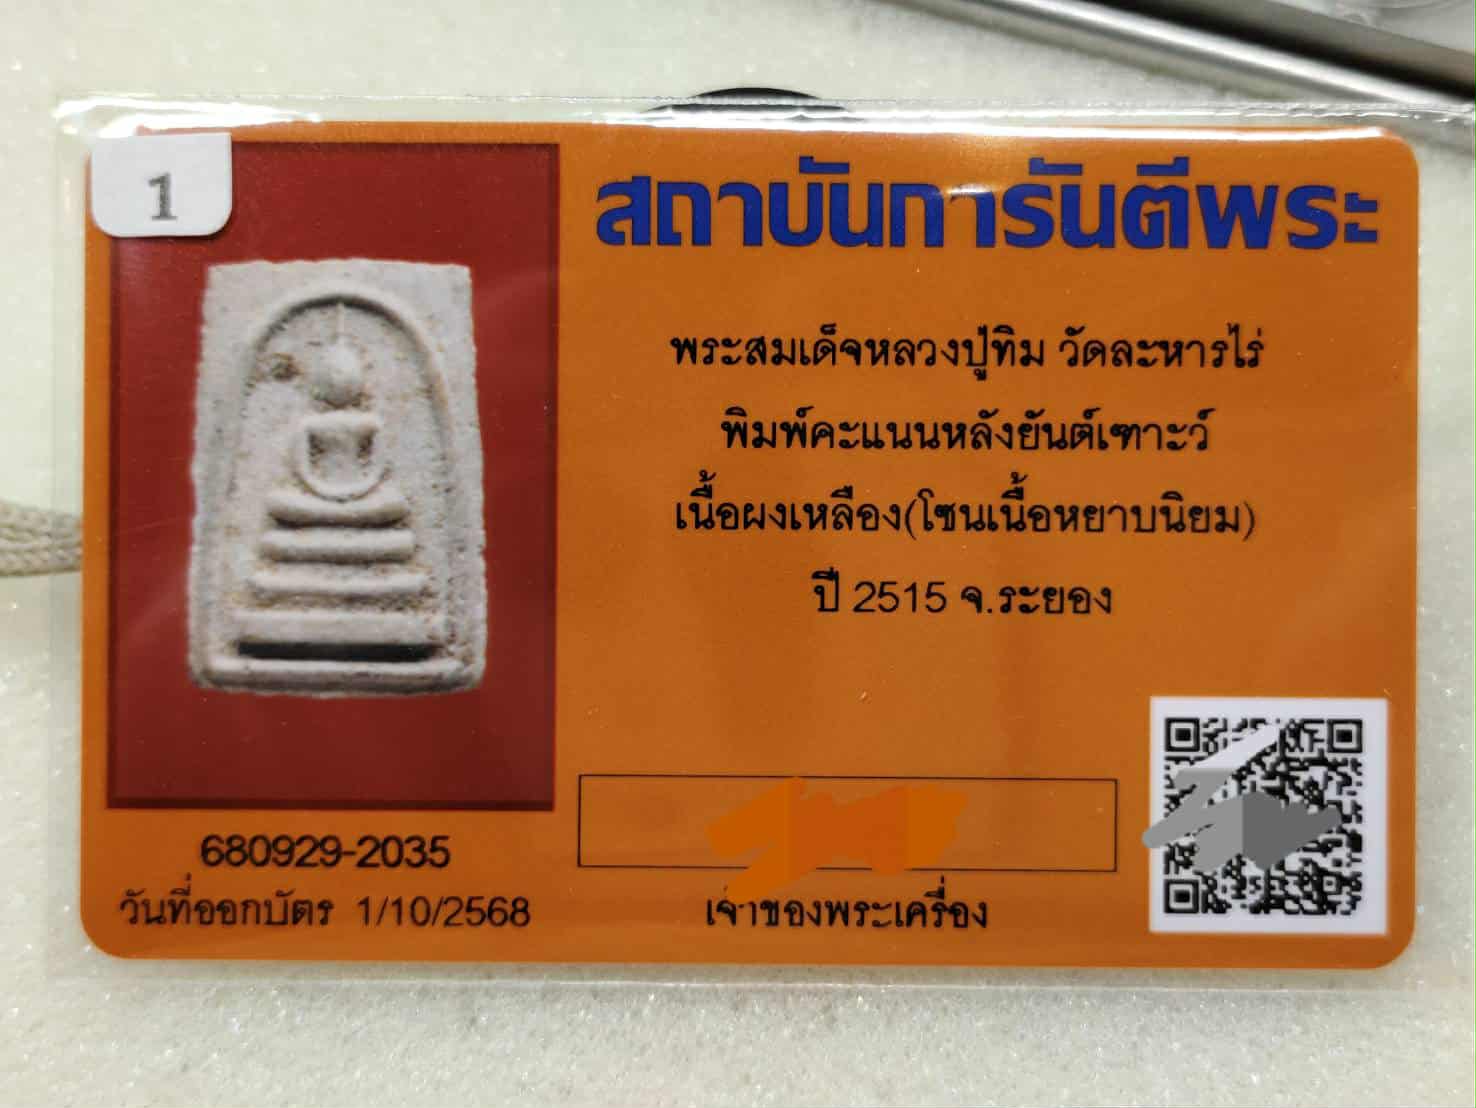 1
สถาบันการันตีพระ
พระสมเด็จหลวงปู่ทิม วัดละหารไร่
พิมพ์คะแนนหลังยันต์เฑาะว์
เนื้อผงเหลือง(โซนเนื้อหยาบนิยม)
ปี 2515 จ.ระยอง
680929-2035
วันที่ออกบัตร 1/10/2568
เจ้าของพระเครื่อง